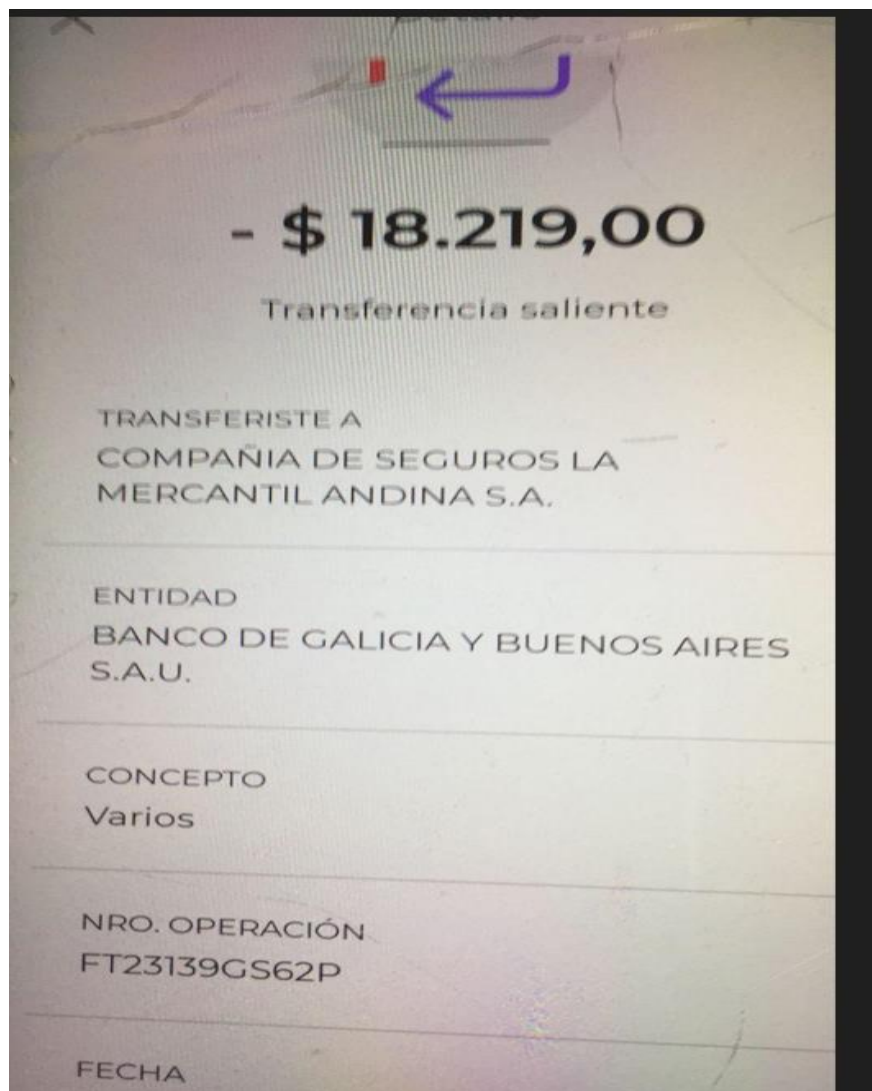 - $ 18.219,00
Transferencia saliente
TRANSFERISTE A
COMPAÑIA DE SEGUROS LA
MERCANTIL ANDINA S.A.
ENTIDAD
BANCO DE GALICIA Y BUENOS AIRES
S.A.U.
CONCEPTO
Varios
NRO. OPERACIÓN
FT23139GS62P
FECHA